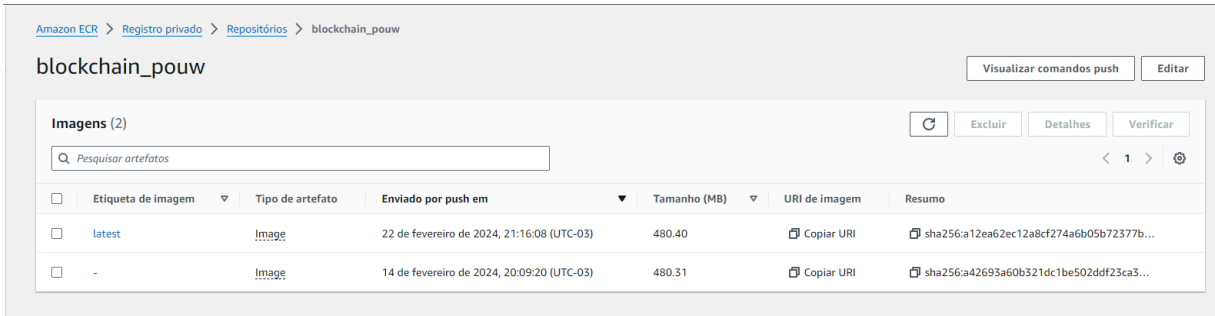 Amazon ECR > Registro privado > Repositórios > blockchain_pouw
blockchain_pouw
Visualizar comandos push Editar
Imagens (2)
Excluir Detalhes Verificar
Pesquisar artefatos
< 1 >
Etiqueta de imagem Tipo de artefato Enviado por push em Tamanho (MB) URI de imagem Resumo
latest Image 22 de fevereiro de 2024, 21:16:08 (UTC-03) 480.40 Copiar URI sha256:a12ea62ec12a8cf274a6b05b72377b...
- Image 14 de fevereiro de 2024, 20:09:20 (UTC-03) 480.31 Copiar URI sha256:a42693a60b321dc1be502ddf23ca3...